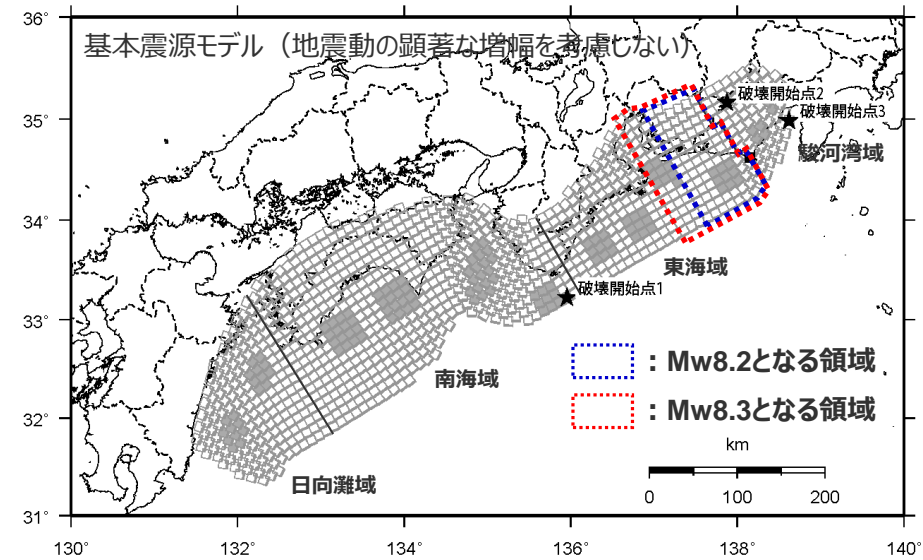 基本震源モデル（地震動の顕著な増幅を考慮しない）
36°
35°
34°
33°
32°
31°
破壊開始点2
破壊開始点3
駿河湾域
東海域
破壊開始点1
南海域
日向灘域
：Mw8.2となる領域
：Mw8.3となる領域
km
0 100 200
130° 132° 134° 136° 138° 140°